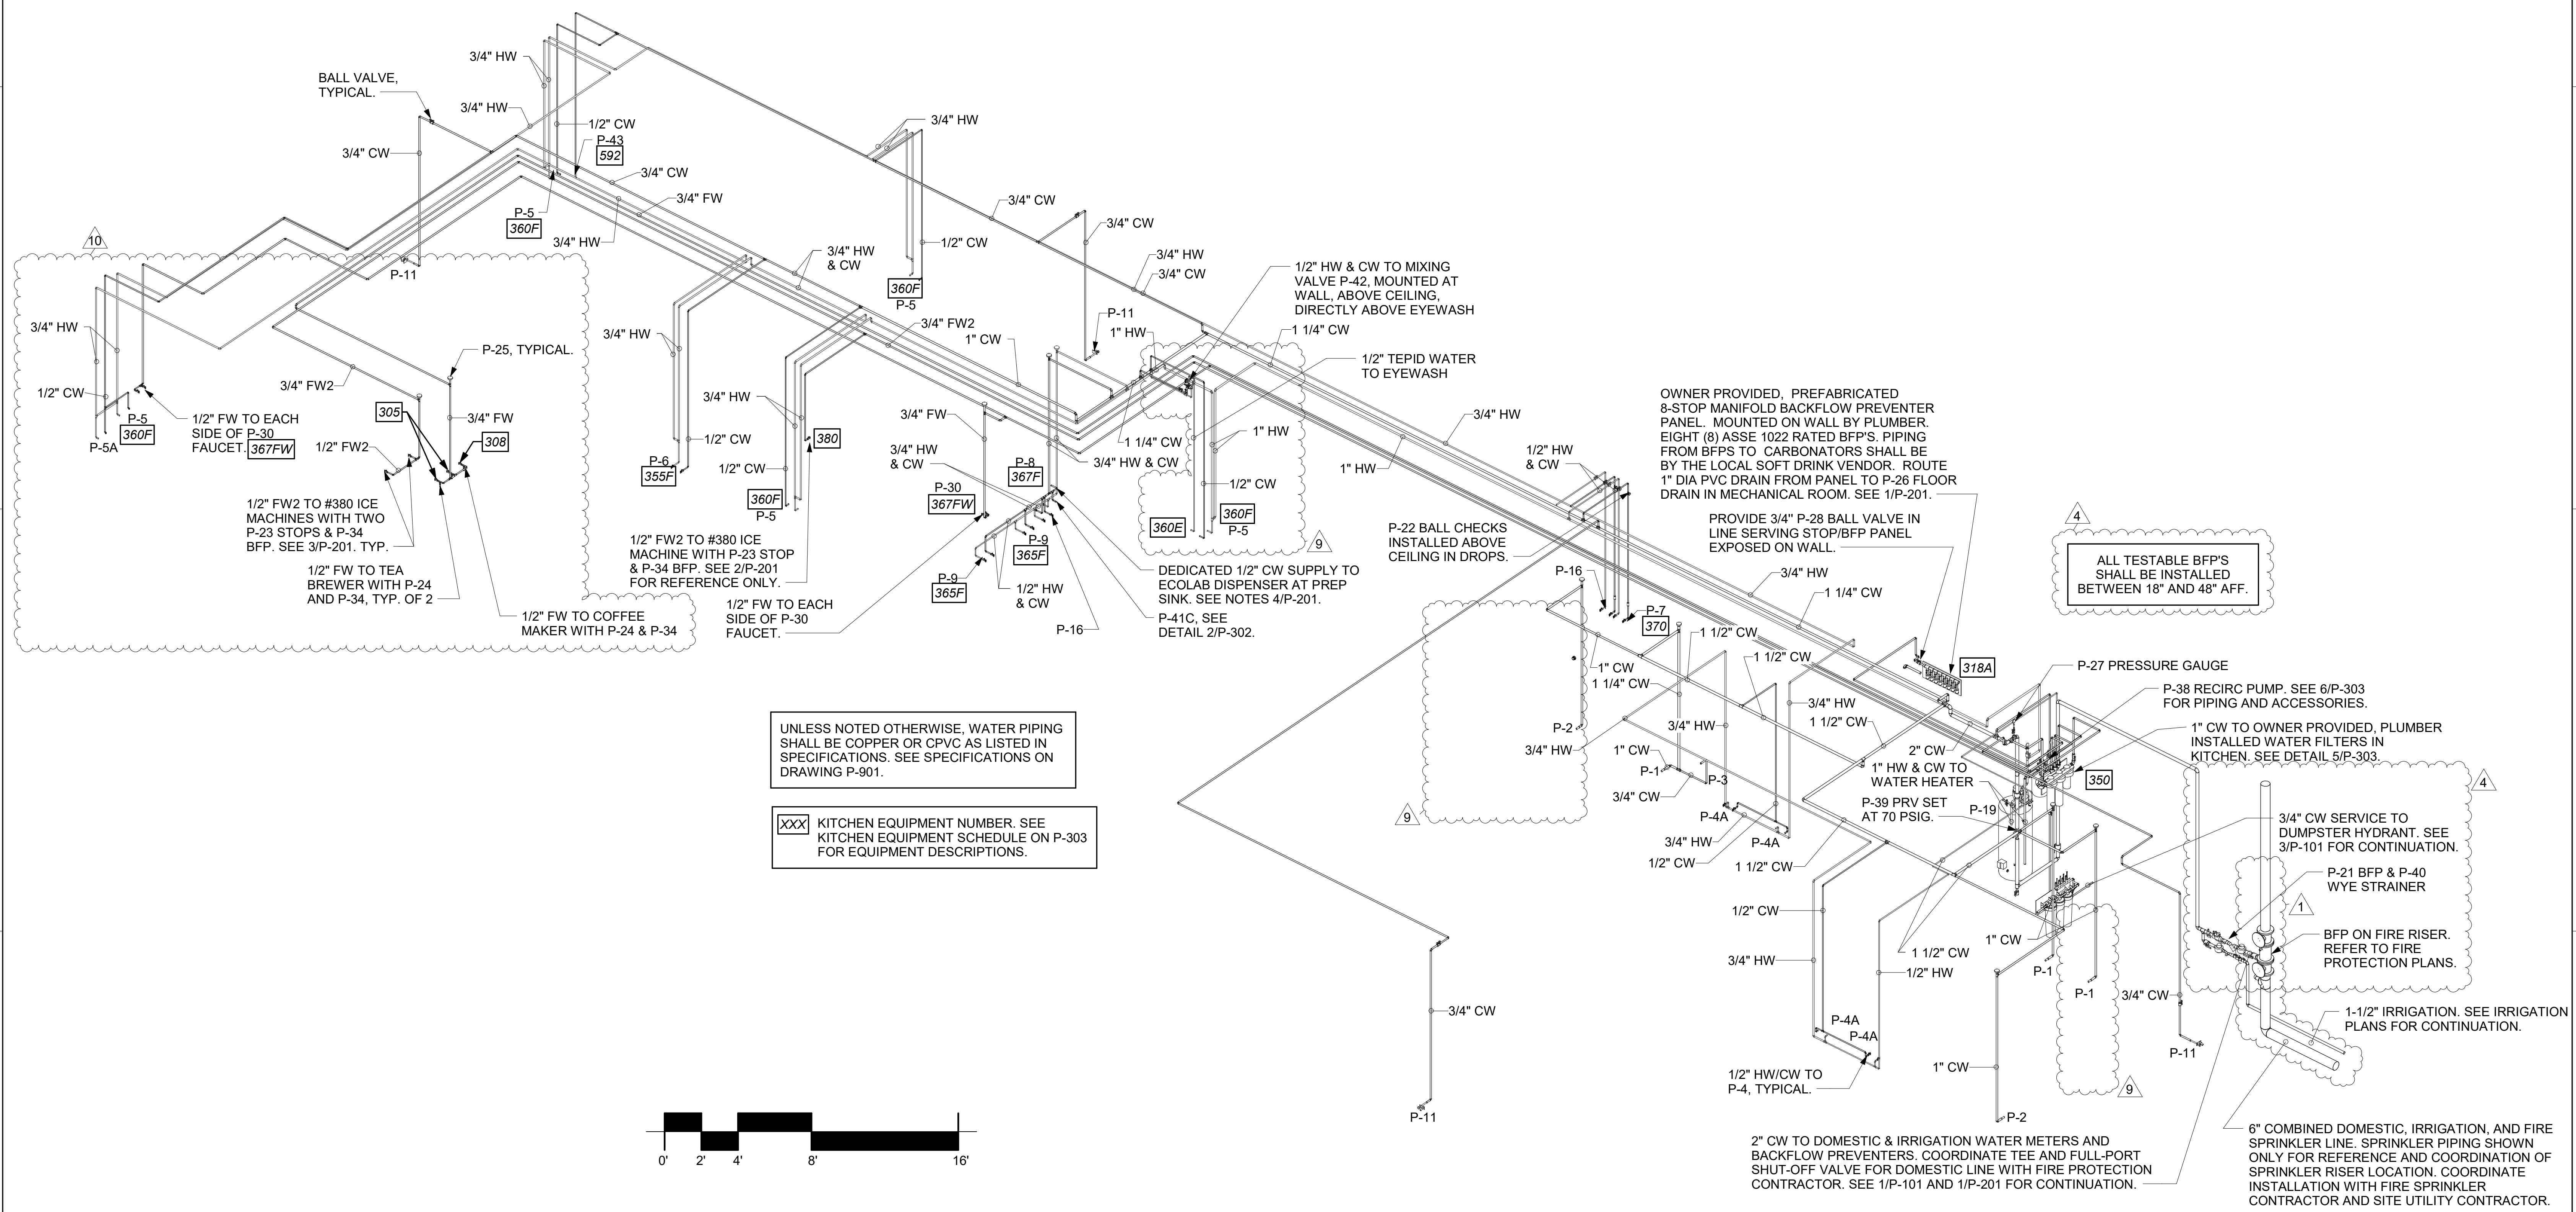 3/4" HW
BALL VALVE,
TYPICAL.
3/4" HW
1/2" CW
P-43
592
3/4" HW
3/4" CW
3/4" CW
3/4" FW
P-5
360F
3/4" HW
3/4" CW
3/4" CW
1/2" CW
3/4" HW
& CW
3/4" HW
3/4" CW
360F
P-5
10
P-11
1/2" HW & CW TO MIXING
VALVE P-42, MOUNTED AT
WALL, ABOVE CEILING,
DIRECTLY ABOVE EYEWASH
3/4" HW
1/2" CW
P-5
360F
P-5A
1/2" FW TO EACH
SIDE OF P-30
FAUCET.
367FW
3/4" FW2
P-25, TYPICAL.
305
3/4" FW
308
1/2" FW2
1/2" FW2 TO #380 ICE
MACHINES WITH TWO
P-23 STOPS & P-34
BFP. SEE 3/P-201. TYP.
1/2" FW TO TEA
BREWER WITH P-24
AND P-34, TYP. OF 2
1/2" FW TO COFFEE
MAKER WITH P-24 & P-34
3/4" HW
P-6
355F
1/2" CW
3/4" HW
380
1/2" CW
360F
P-5
3/4" FW2
1" CW
1" HW
P-11
1 1/4" CW
1/2" TEPID WATER
TO EYEWASH
3/4" FW
3/4" HW
& CW
P-8
367F
P-30
367FW
1 1/4" CW
3/4" HW & CW
1" HW
1/2" CW
360E
360F
P-5
9
1/2" FW2 TO #380 ICE
MACHINE WITH P-23 STOP
& P-34 BFP. SEE 2/P-201
FOR REFERENCE ONLY.
1/2" FW TO EACH
SIDE OF P-30
FAUCET.
P-9
365F
P-9
365F
1/2" HW
& CW
P-16
DEDICATED 1/2" CW SUPPLY TO
ECOLAB DISPENSER AT PREP
SINK. SEE NOTES 4/P-201.
P-41C, SEE
DETAIL 2/P-302.
3/4" HW
1" HW
1/2" HW
& CW
P-22 BALL CHECKS
INSTALLED ABOVE
CEILING IN DROPS.
P-16
P-7
370
OWNER PROVIDED, PREFABRICATED
8-STOP MANIFOLD BACKFLOW PREVENTER
PANEL. MOUNTED ON WALL BY PLUMBER.
EIGHT (8) ASSE 1022 RATED BFP'S. PIPING
FROM BFPS TO CARBONATORS SHALL BE
BY THE LOCAL SOFT DRINK VENDOR. ROUTE
1" DIA PVC DRAIN FROM PANEL TO P-26 FLOOR
DRAIN IN MECHANICAL ROOM. SEE 1/P-201.
PROVIDE 3/4" P-28 BALL VALVE IN
LINE SERVING STOP/BFP PANEL
EXPOSED ON WALL.
3/4" HW
1 1/4" CW
318A
4
ALL TESTABLE BFP'S
SHALL BE INSTALLED
BETWEEN 18" AND 48" AFF.
1 1/2" CW
1" CW
1 1/4" CW
1 1/2" CW
P-2
3/4" HW
3/4" HW
3/4" HW
1 1/2" CW
1" CW
P-1
P-3
3/4" CW
P-4A
3/4" HW
P-4A
1/2" CW
1 1/2" CW
9
P-27 PRESSURE GAUGE
P-38 RECIRC PUMP. SEE 6/P-303
FOR PIPING AND ACCESSORIES.
1" CW TO OWNER PROVIDED, PLUMBER
INSTALLED WATER FILTERS IN
KITCHEN. SEE DETAIL 5/P-303.
2" CW
1" HW & CW TO
WATER HEATER
P-39 PRV SET
AT 70 PSIG.
P-19
350
4
3/4" CW SERVICE TO
DUMPSTER HYDRANT. SEE
3/P-101 FOR CONTINUATION.
P-21 BFP & P-40
WYE STRAINER
1
BFP ON FIRE RISER.
REFER TO FIRE
PROTECTION PLANS.
UNLESS NOTED OTHERWISE, WATER PIPING
SHALL BE COPPER OR CPVC AS LISTED IN
SPECIFICATIONS. SEE SPECIFICATIONS ON
DRAWING P-901.
XXX
KITCHEN EQUIPMENT NUMBER. SEE
KITCHEN EQUIPMENT SCHEDULE ON P-303
FOR EQUIPMENT DESCRIPTIONS.
1/2" CW
3/4" HW
1 1/2" CW
1/2" HW
1" CW
P-1
P-1
3/4" CW
3/4" CW
P-11
P-4A
P-4A
1/2" HW/CW TO
P-4, TYPICAL.
1" CW
P-2
9
P-11
1-1/2" IRRIGATION. SEE IRRIGATION
PLANS FOR CONTINUATION.
0' 2' 4' 8' 16'
2" CW TO DOMESTIC & IRRIGATION WATER METERS AND
BACKFLOW PREVENTERS. COORDINATE TEE AND FULL-PORT
SHUT-OFF VALVE FOR DOMESTIC LINE WITH FIRE PROTECTION
CONTRACTOR. SEE 1/P-101 AND 1/P-201 FOR CONTINUATION.
6" COMBINED DOMESTIC, IRRIGATION, AND FIRE
SPRINKLER LINE. SPRINKLER PIPING SHOWN
ONLY FOR REFERENCE AND COORDINATION OF
SPRINKLER RISER LOCATION. COORDINATE
INSTALLATION WITH FIRE SPRINKLER
CONTRACTOR AND SITE UTILITY CONTRACTOR.